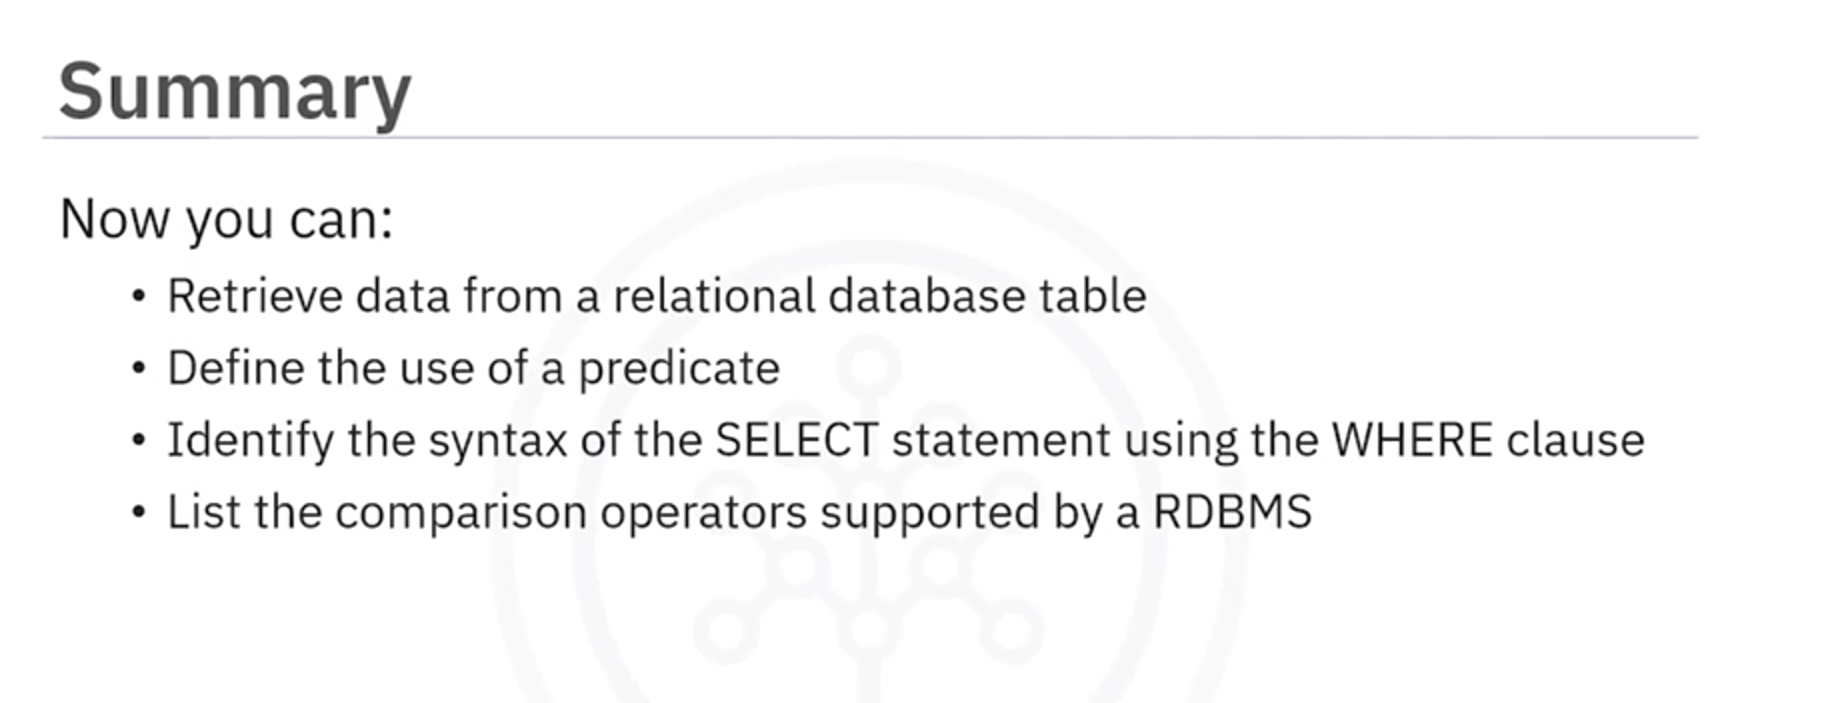 Summary
Now you can:
• Retrieve data from a relational database table
• Define the use of a predicate
• Identify the syntax of the SELECT statement using the WHERE clause
• List the comparison operators supported by a RDBMS